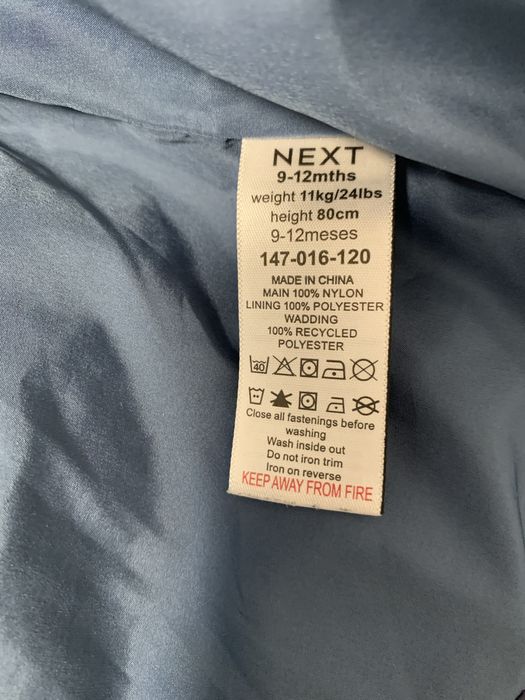 NEXT
9-12mths
weight 11kg/24lbs
height 80cm
9-12meses
147-016-120
MADE IN CHINA
MAIN 100% NYLON
LINING 100% POLYESTER
WADDING
100% RECYCLED
POLYESTER
40
Close all fastenings before
washing
Wash inside out
Do not iron trim
Iron on reverse
KEEP AWAY FROM FIRE